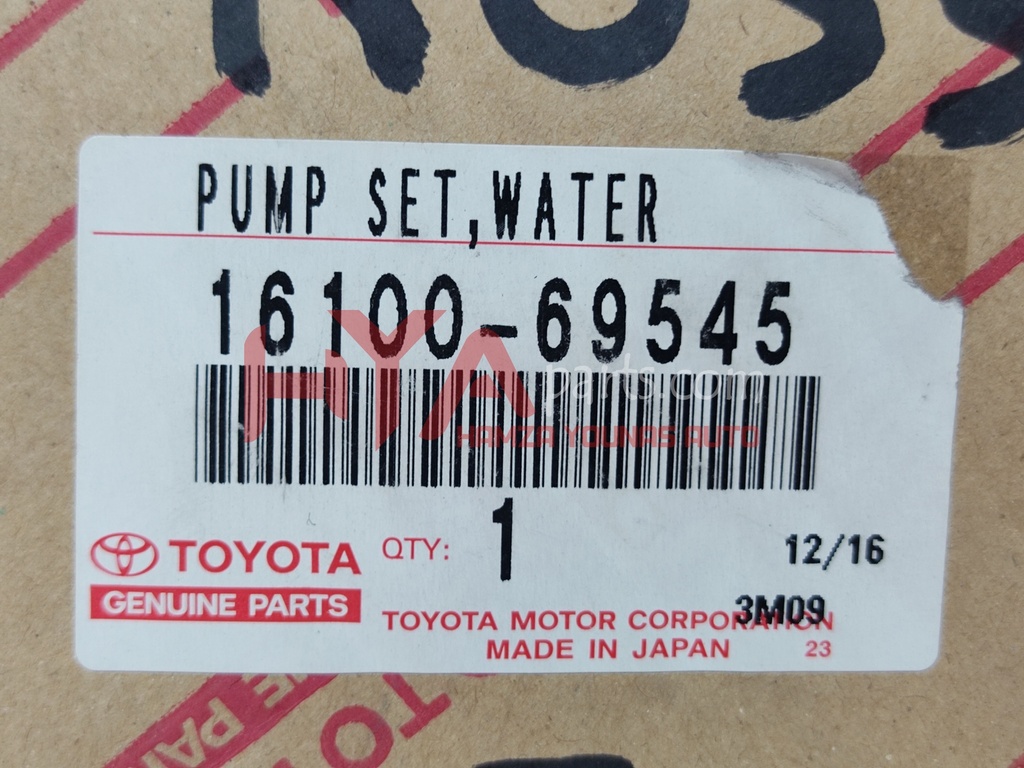 PUMP SET,WATER
16100-69545
HYA
parts.com
HAMZA YOUNAS AUTO
QTY: 1
12/16
TOYOTA
GENUINE PARTS
3M09
TOYOTA MOTOR CORPORATION
MADE IN JAPAN 23